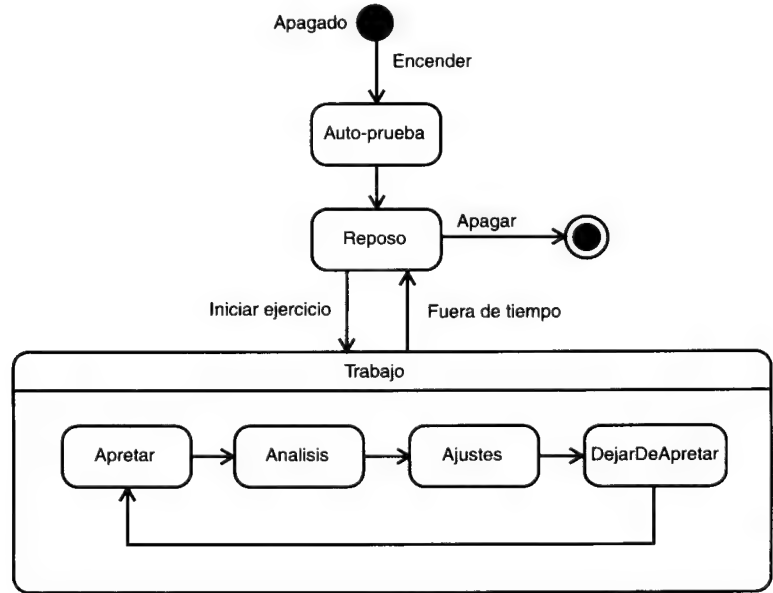 Apagado
Encender
Auto-prueba
Reposo
Apagar
Iniciar ejercicio
Fuera de tiempo
Trabajo
Apretar
Analisis
Ajustes
DejarDeApretar